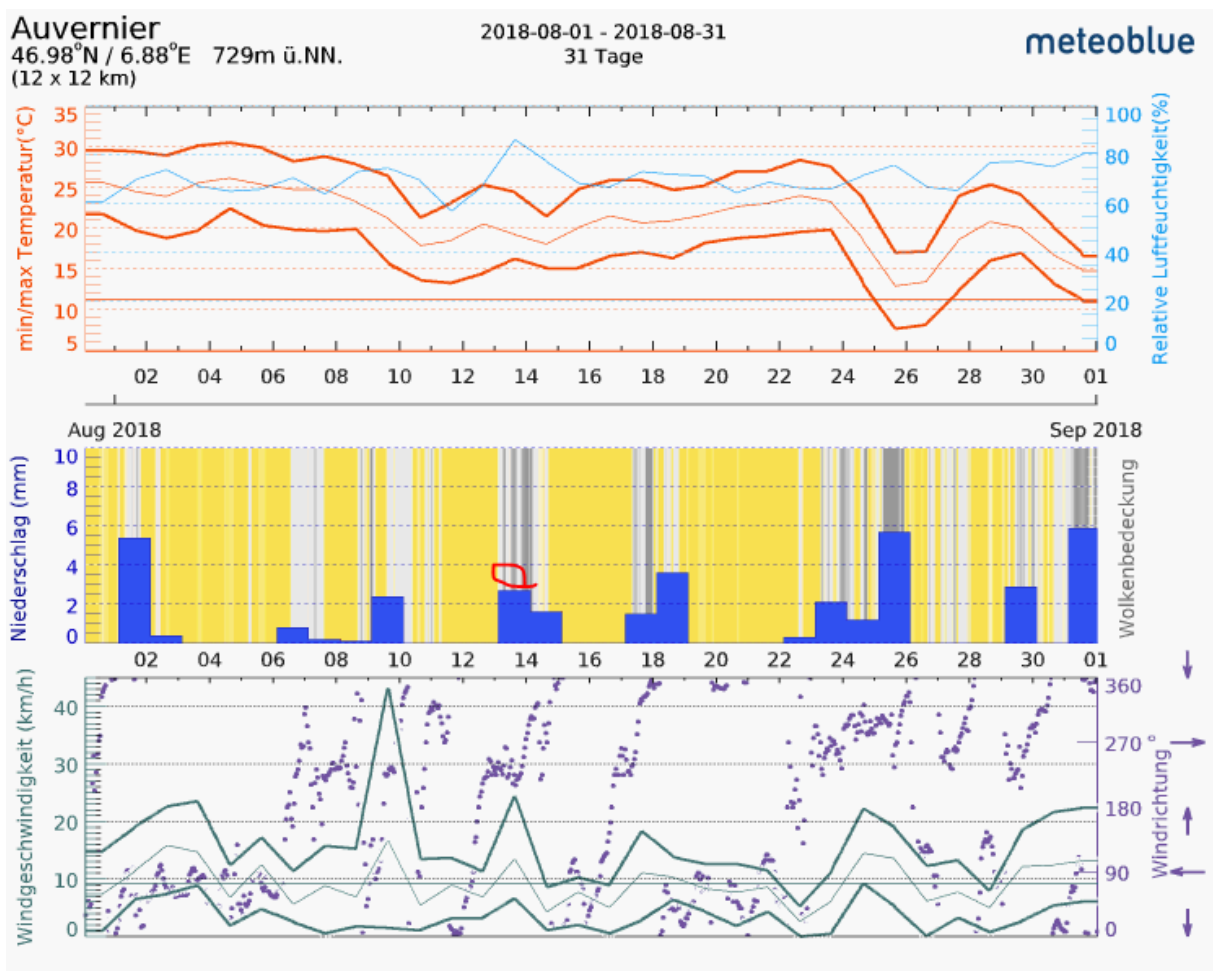 Auvernier
2018-08-01 - 2018-08-31
meteoblue
46.98°N / 6.88°E 729m ü.NN.
31 Tage
(12 x 12 km)
min/max Temperatur(°C)
35
30
25
20
15
10
5
Relative Luftfeuchtigkeit(%)
100
80
60
40
20
0
02 04 06 08 10 12 14 16 18 20 22 24 26 28 30 01
Aug 2018
Sep 2018
Niederschlag (mm)
10
8
6
4
2
0
Wolkenbedeckung
02 04 06 08 10 12 14 16 18 20 22 24 26 28 30 01
Windgeschwindigkeit (km/h)
40
30
20
10
0
360
270
180
90
0
Windrichtung °